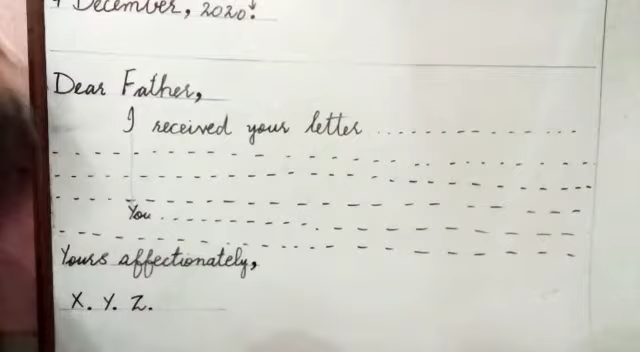 December, 2020.
Dear Father,
I received your letter
You
Yours affectionately,
X. Y. Z.